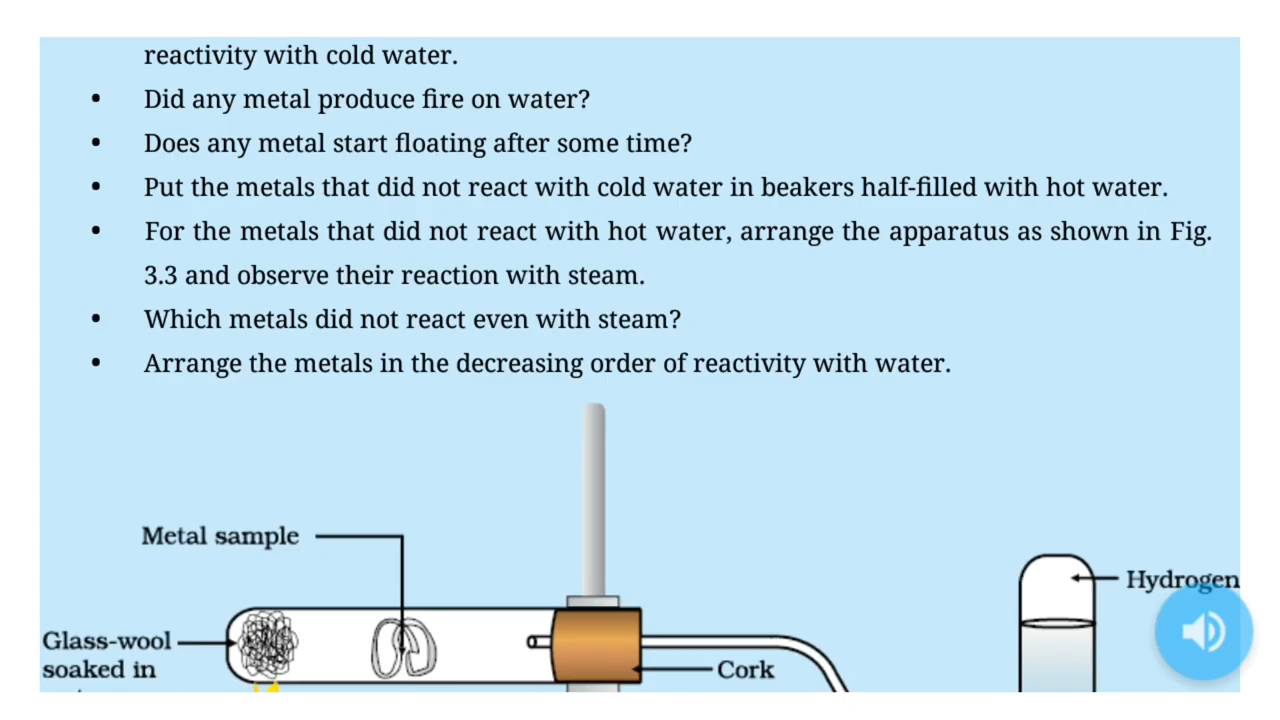 reactivity with cold water.
• Did any metal produce fire on water?
• Does any metal start floating after some time?
• Put the metals that did not react with cold water in beakers half-filled with hot water.
• For the metals that did not react with hot water, arrange the apparatus as shown in Fig.
3.3 and observe their reaction with steam.
• Which metals did not react even with steam?
• Arrange the metals in the decreasing order of reactivity with water.
Metal sample
Hydrogen
Glass-wool
soaked in
Cork